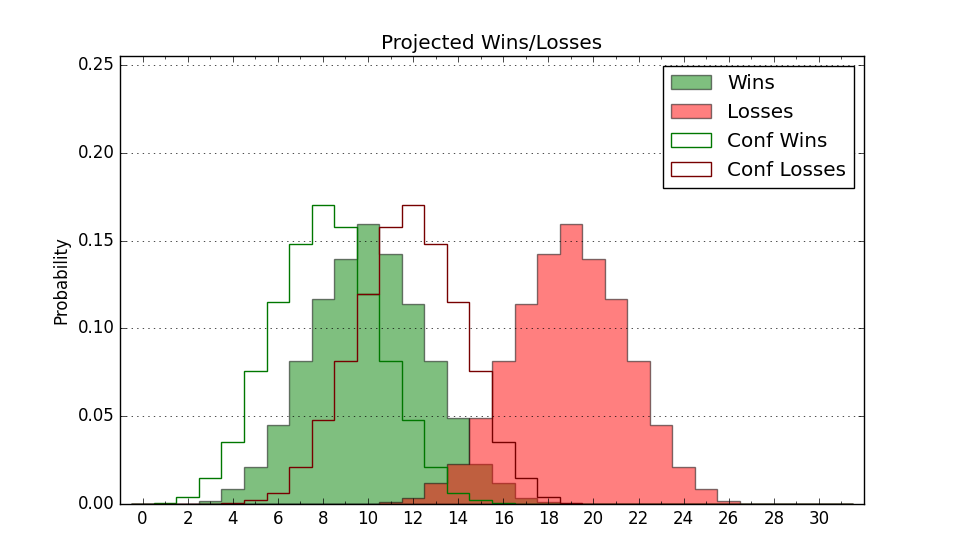 Projected Wins/Losses
0.25
0.20
0.15
0.10
0.05
0.00
Probability
Wins
Losses
Conf Wins
Conf Losses
0 2 4 6 8 10 12 14 16 18 20 22 24 26 28 30